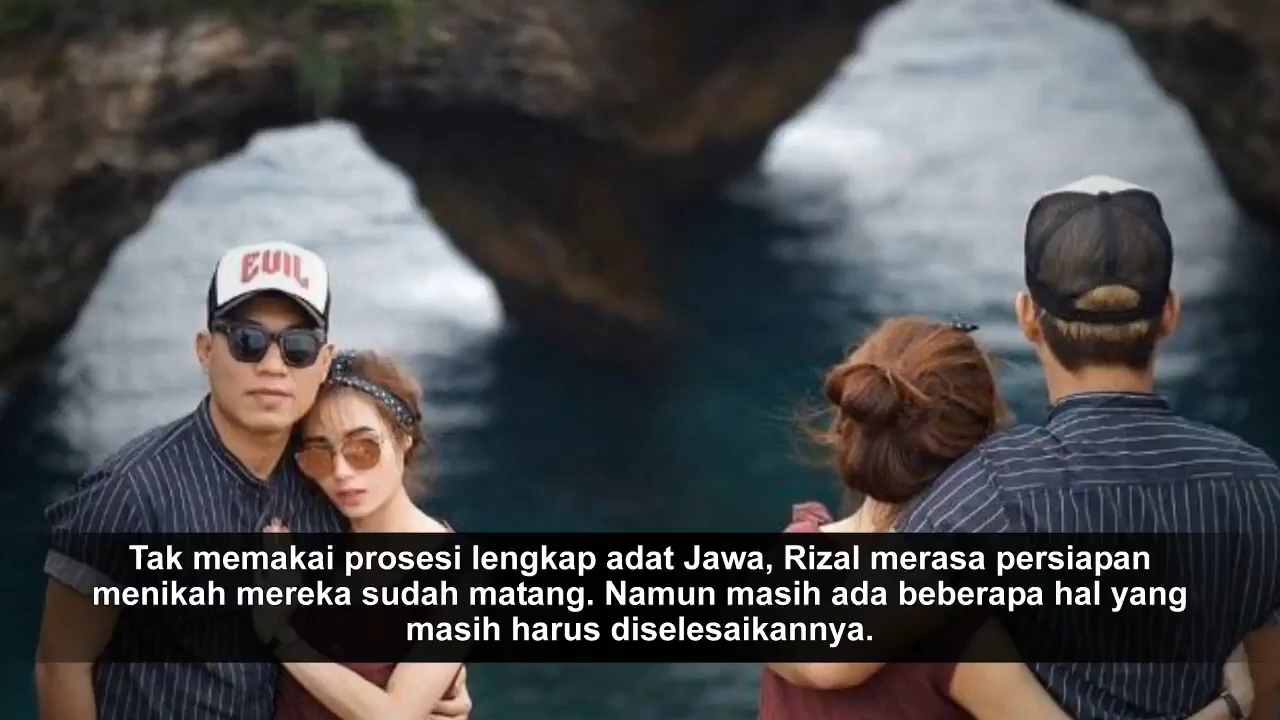 EVIL
Tak memakai prosesi lengkap adat Jawa, Rizal merasa persiapan
menikah mereka sudah matang. Namun masih ada beberapa hal yang
masih harus diselesaikannya.